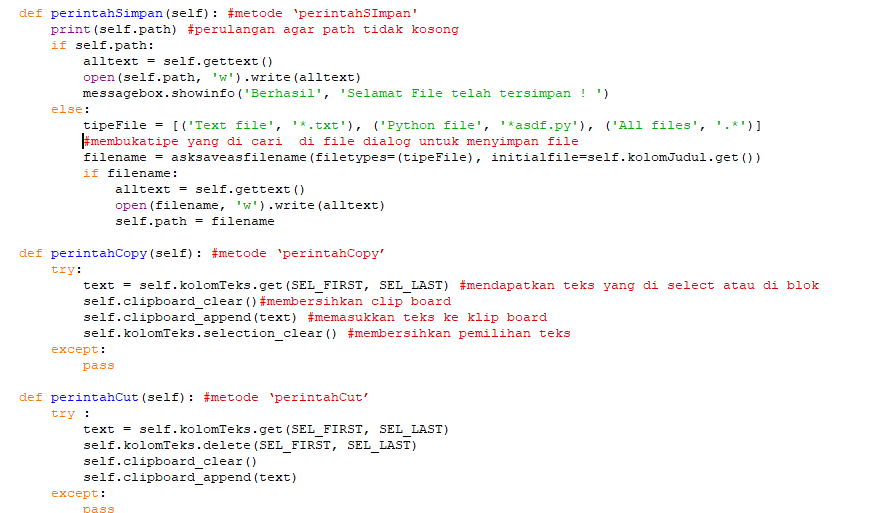 def perintahSimpan(self): #metode ‘perintahSImpan'
    print(self.path) #perulangan agar path tidak kosong
    if self.path:
        alltext = self.gettext()
        open(self.path, 'w').write(alltext)
        messagebox.showinfo('Berhasil', 'Selamat File telah tersimpan ! ')
    else:
        tipeFile = [('Text file', '*.txt'), ('Python file', '*asdf.py'), ('All files', '.*')]
        #membukatipe yang di cari  di file dialog untuk menyimpan file
        filename = asksaveasfilename(filetypes=(tipeFile), initialfile=self.kolomJudul.get())
        if filename:
            alltext = self.gettext()
            open(filename, 'w').write(alltext)
            self.path = filename

def perintahCopy(self): #metode ‘perintahCopy’
    try:
        text = self.kolomTeks.get(SEL_FIRST, SEL_LAST) #mendapatkan teks yang di select atau di blok
        self.clipboard_clear()#membersihkan clip board
        self.clipboard_append(text) #memasukkan teks ke klip board
        self.kolomTeks.selection_clear() #membersihkan pemilihan teks
    except:
        pass

def perintahCut(self): #metode ‘perintahCut’
    try :
        text = self.kolomTeks.get(SEL_FIRST, SEL_LAST)
        self.kolomTeks.delete(SEL_FIRST, SEL_LAST)
        self.clipboard_clear()
        self.clipboard_append(text)
    except:
        pass